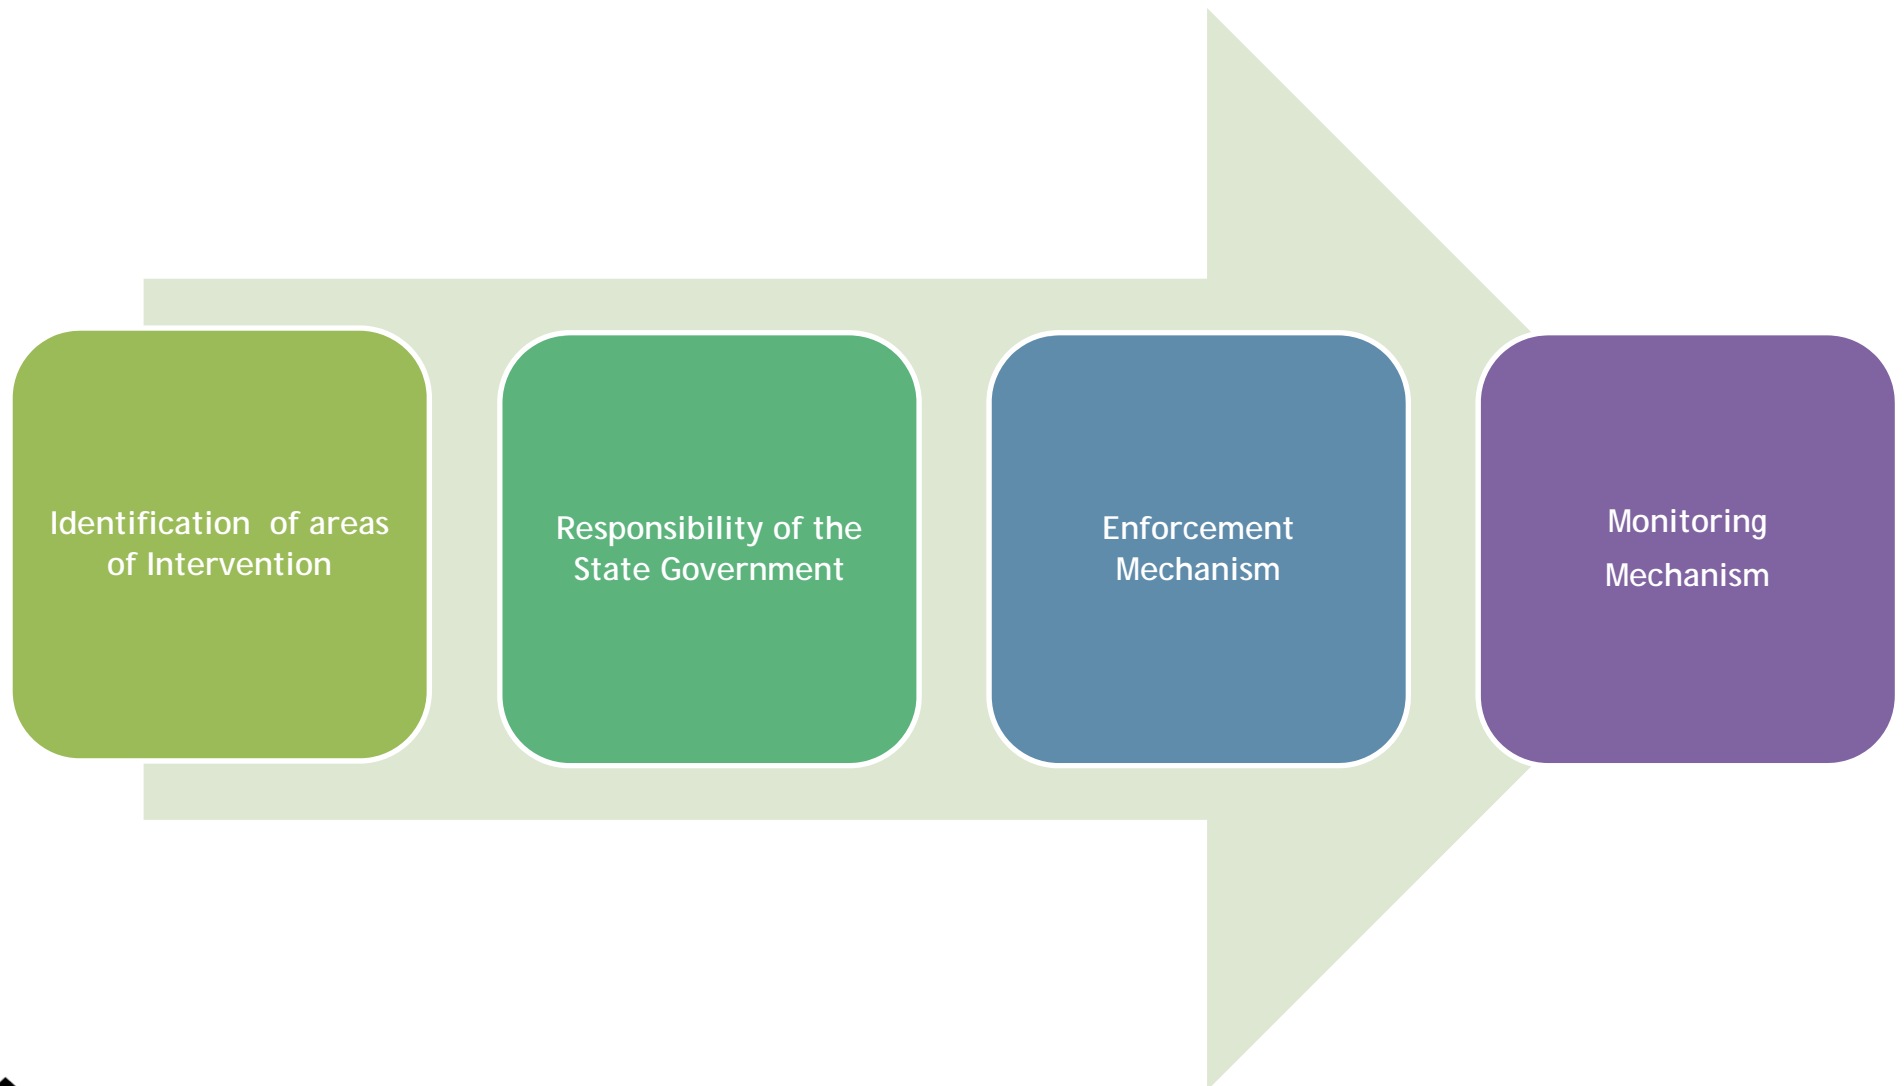 Identification of areas
of Intervention
Responsibility of the
State Government
Enforcement
Mechanism
Monitoring
Mechanism